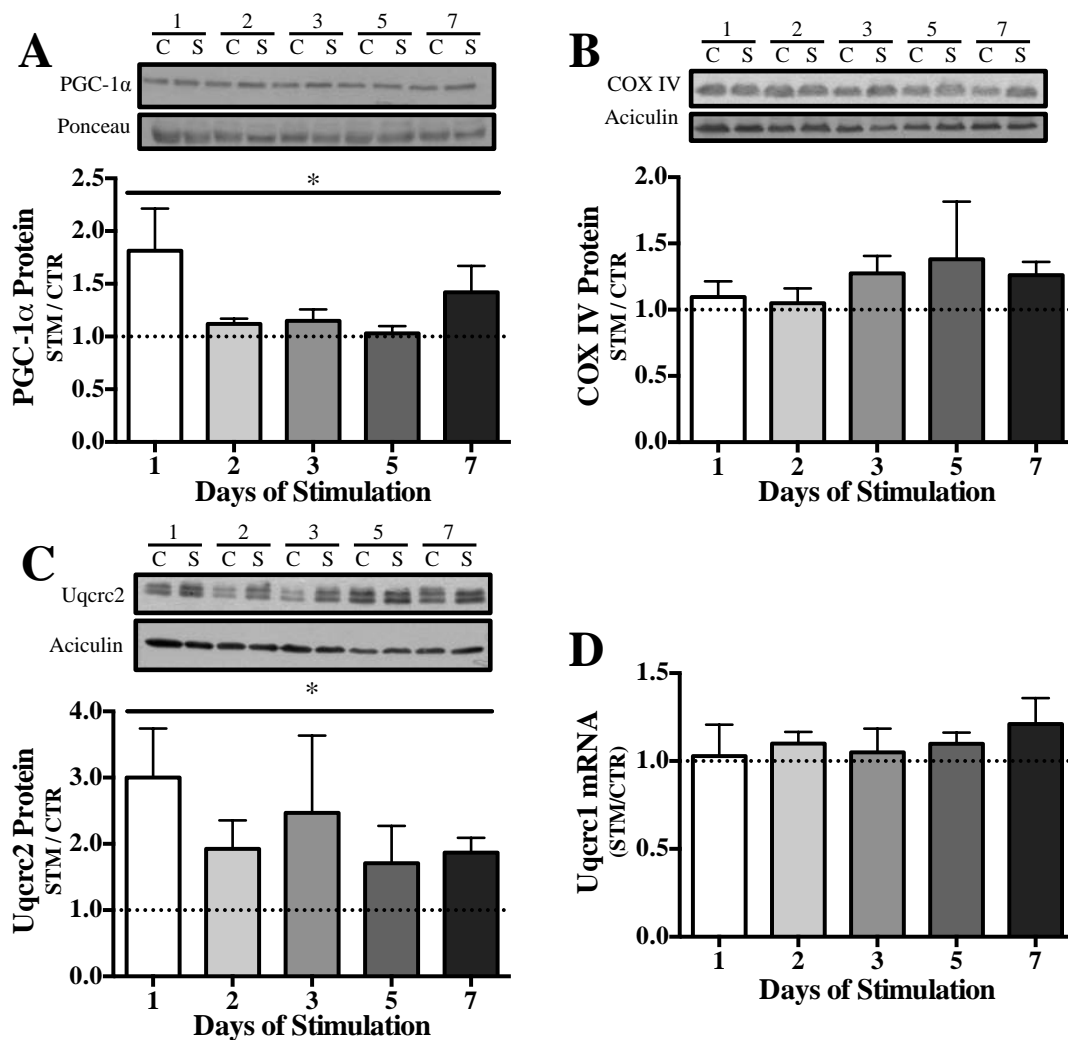 A
1 2 3 5 7
C S C S C S C S C S
PGC-1α
Ponceau
*
2.5
2.0
1.5
1.0
0.5
0.0
PGC-1α Protein
STM / CTR
1 2 3 5 7
Days of Stimulation
B
1 2 3 5 7
C S C S C S C S C S
COX IV
Aciculin
2.0
1.5
1.0
0.5
0.0
COX IV Protein
STM / CTR
1 2 3 5 7
Days of Stimulation
C
1 2 3 5 7
C S C S C S C S C S
Uqcrc2
Aciculin
*
4.0
3.0
2.0
1.0
0.0
Uqcrc2 Protein
STM / CTR
1 2 3 5 7
Days of Stimulation
D
1.5
1.0
0.5
0.0
Uqcrc1 mRNA
(STM/CTR)
1 2 3 5 7
Days of Stimulation